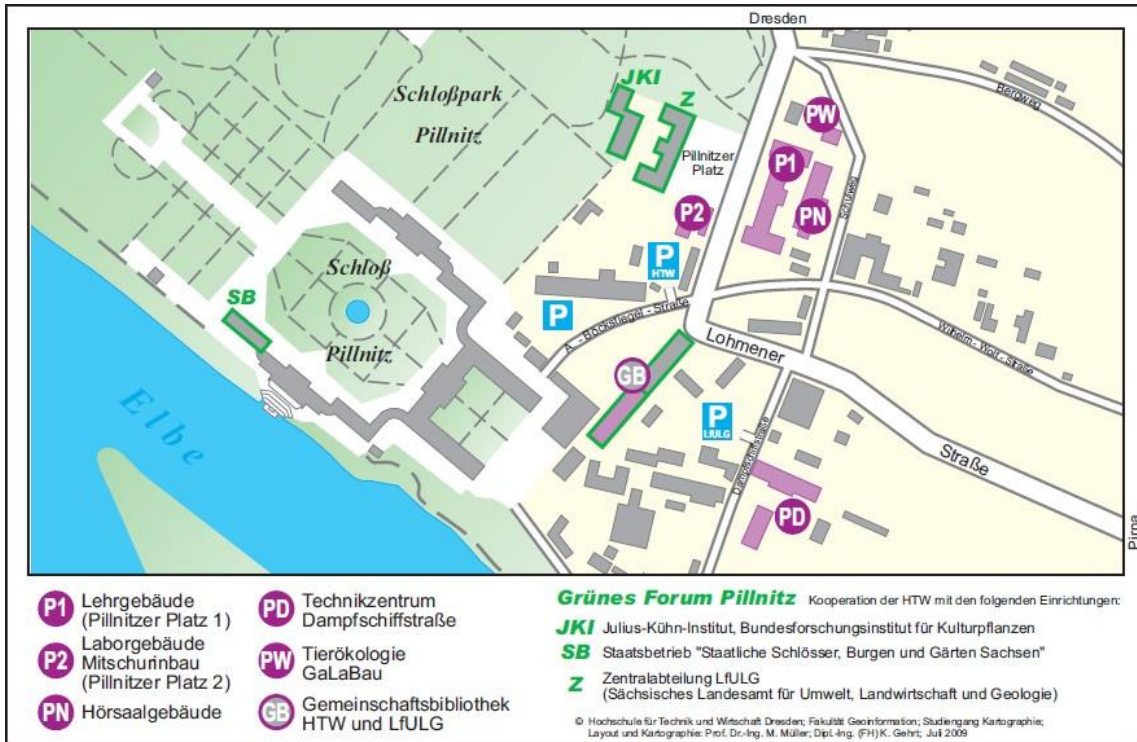 Dresden
Bergweg
JKI
Z
Schloßpark
Pillnitz
Pillnitzer
Platz
PW
P1
PN
P2
P
HTW
P
A. - Böckstiegel - Straße
Lohmener
Straße
Wilhelm - Wolf - Straße
Schloß
Pillnitz
SB
GB
P
LfULG
Dampfschiffstraße
PD
Elbe
Pirna
P1 Lehrgebäude
(Pillnitzer Platz 1)
P2 Laborgebäude
Mitschurinbau
(Pillnitzer Platz 2)
PN Hörsaalgebäude
PD Technikzentrum
Dampfschiffstraße
PW Tierökologie
GaLaBau
GB Gemeinschaftsbibliothek
HTW und LfULG
Grünes Forum Pillnitz Kooperation der HTW mit den folgenden Einrichtungen:
JKI Julius-Kühn-Institut, Bundesforschungsinstitut für Kulturpflanzen
SB Staatsbetrieb "Staatliche Schlösser, Burgen und Gärten Sachsen"
Z Zentralabteilung LfULG
(Sächsisches Landesamt für Umwelt, Landwirtschaft und Geologie)
© Hochschule für Technik und Wirtschaft Dresden; Fakultät Geoinformation; Studiengang Kartographie;
Layout und Kartographie: Prof. Dr.-Ing. M. Müller; Dipl.-Ing. (FH) K. Gehrt; Juli 2009